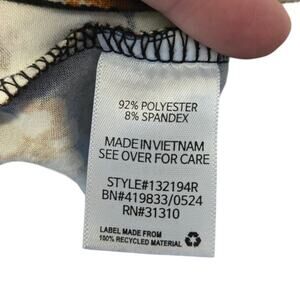 92% POLYESTER
8% SPANDEX
MADE IN VIETNAM
SEE OVER FOR CARE
STYLE#132194R
BN#419833/0524
RN#31310
LABEL MADE FROM
100% RECYCLED MATERIAL